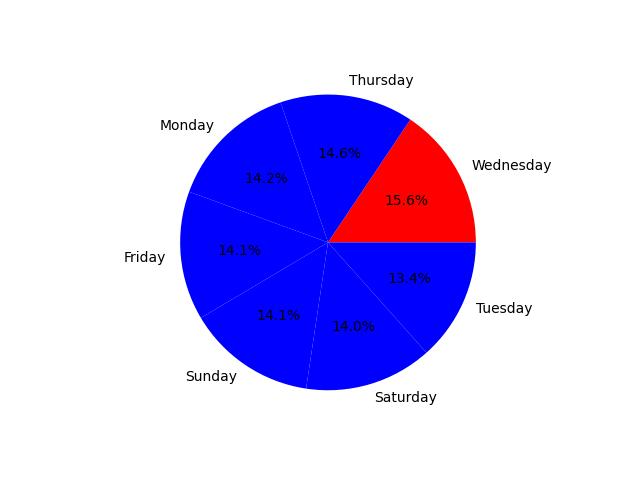 Thursday
Monday
14.6%
Wednesday
14.2%
15.6%
Friday
14.1%
13.4%
14.1%
14.0%
Tuesday
Sunday
Saturday